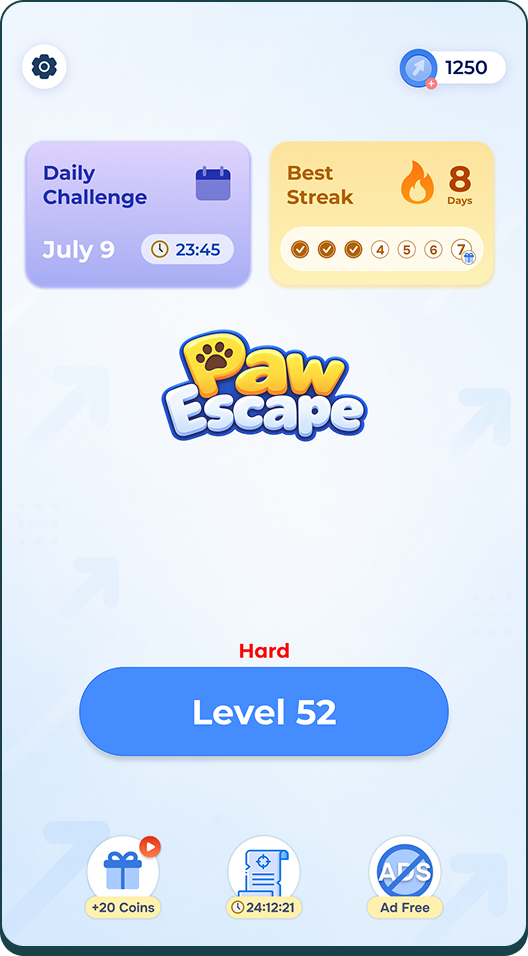 1250
Daily
Challenge
July 9
23:45
Best
Streak
8
Days
4 5 6 7
Paw
Escape
Hard
Level 52
+20 Coins
24:12:21
ADS
Ad Free